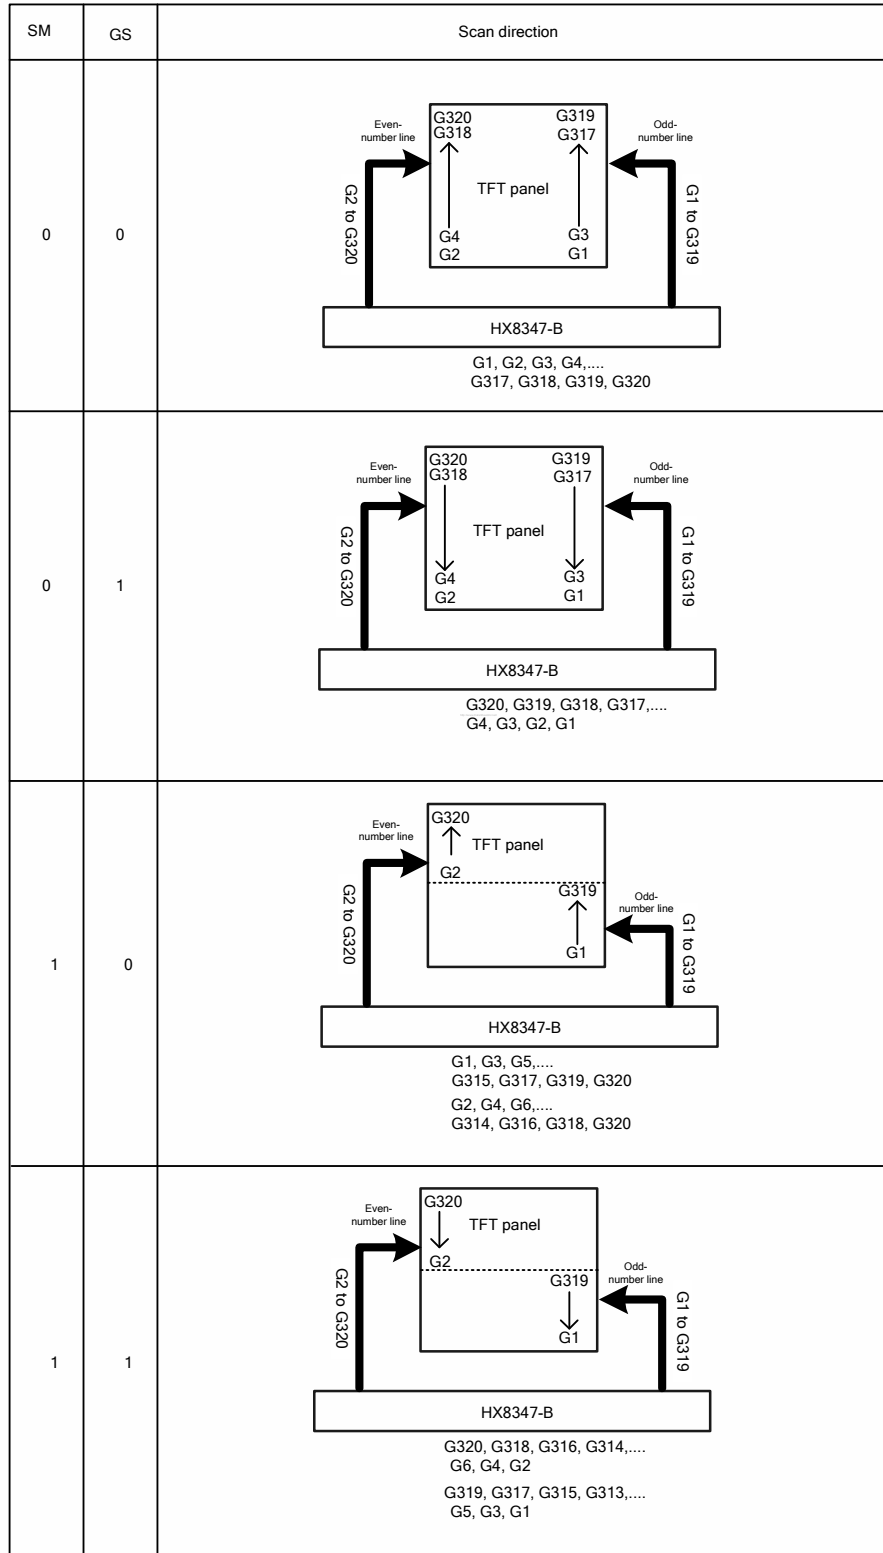 SM GS Scan direction
0 0
Even-
number line
G320 G319
G318 G317
Odd-
number line
G2 to G320
TFT panel
G1 to G319
G4 G3
G2 G1
HX8347-B
G1, G2, G3, G4,....
G317, G318, G319, G320
0 1
Even-
number line
G320 G319
G318 G317
Odd-
number line
G2 to G320
TFT panel
G1 to G319
G4 G3
G2 G1
HX8347-B
G320, G319, G318, G317,....
G4, G3, G2, G1
1 0
Even-
number line
G320
TFT panel
G2
G2 to G320
G319
Odd-
number line
G1
G1 to G319
HX8347-B
G1, G3, G5,....
G315, G317, G319, G320
G2, G4, G6,....
G314, G316, G318, G320
1 1
Even-
number line
G320
TFT panel
G2
G2 to G320
G319
Odd-
number line
G1
G1 to G319
HX8347-B
G320, G318, G316, G314,....
G6, G4, G2
G319, G317, G315, G313,....
G5, G3, G1